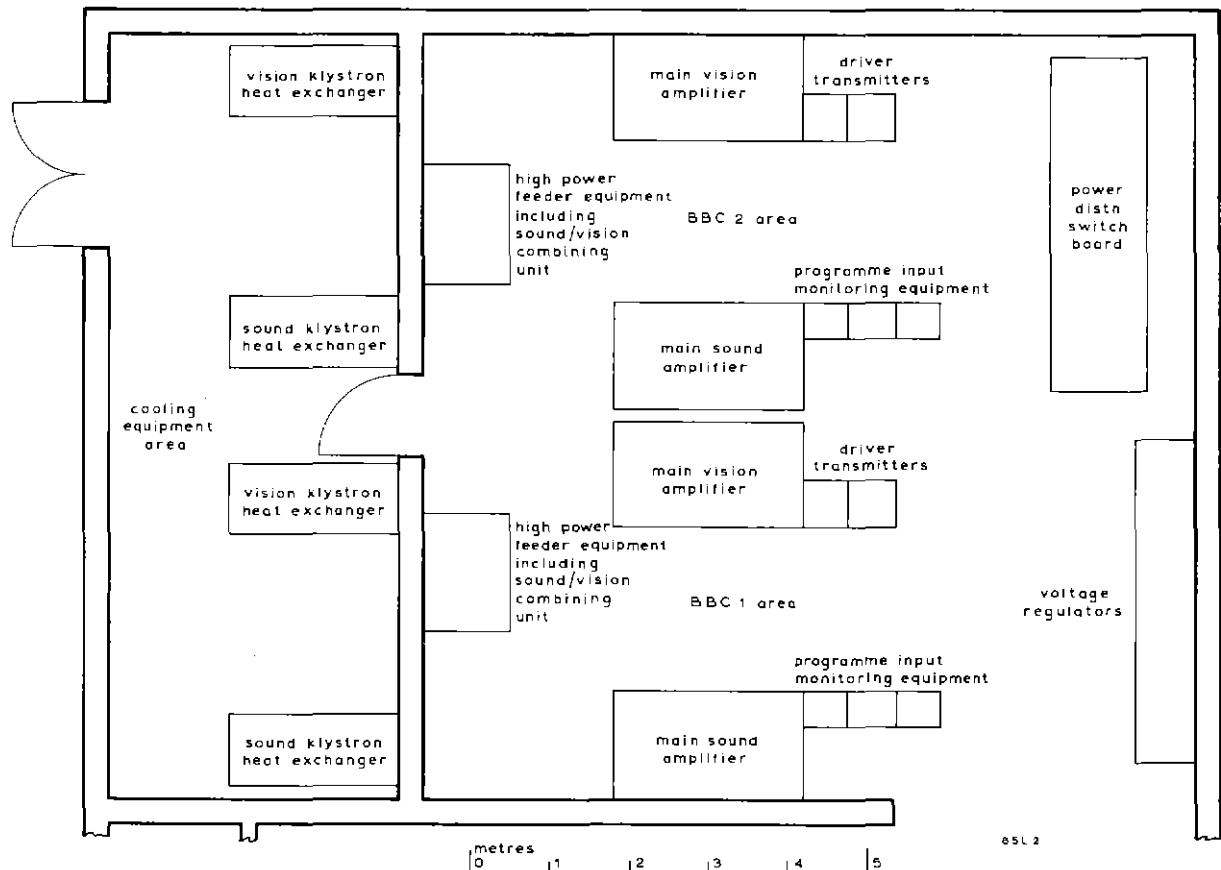 vision klystron
heat exchanger
main vision
amplifier
driver
transmitters
high power
feeder equipment
including
sound/vision
combining
unit
BBC 2 area
power
distn
switch
board
programme input
monitoring equipment
sound klystron
heat exchanger
main sound
amplifier
cooling
equipment
area
main vision
amplifier
driver
transmitters
vision klystron
heat exchanger
high power
feeder equipment
including
sound/vision
combining
unit
BBC 1 area
voltage
regulators
programme input
monitoring equipment
sound klystron
heat exchanger
main sound
amplifier
metres
0 1 2 3 4 5
85L 2